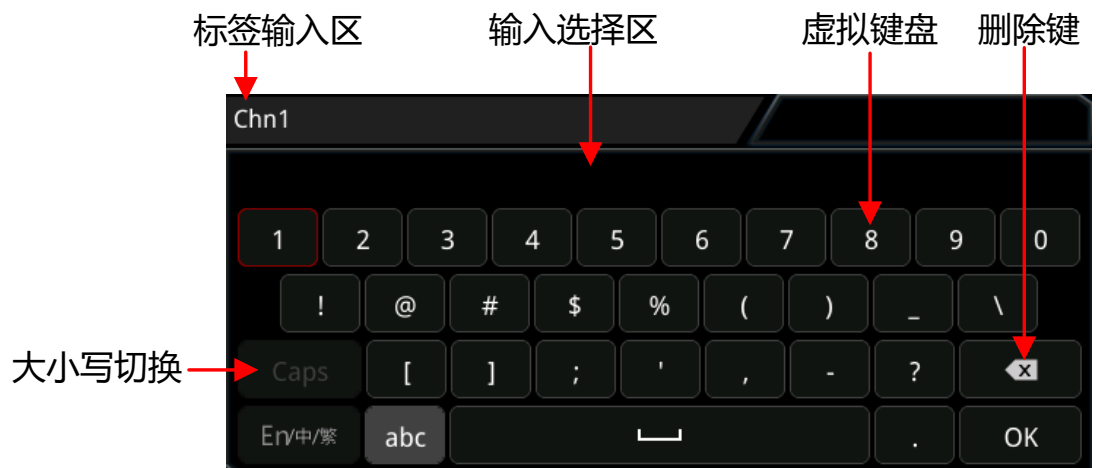 标签输入区 输入选择区 虚拟键盘 删除键
Chn1
1 2 3 4 5 6 7 8 9 0
! @ # $ % ( ) _ \
大小写切换 Caps [ ] ; ' , - ?
En/中/繁 abc . OK